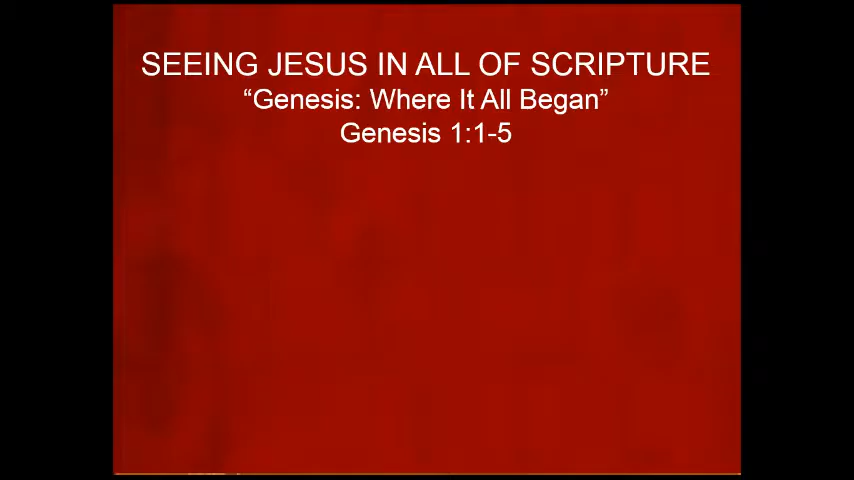 SEEING JESUS IN ALL OF SCRIPTURE
“Genesis: Where It All Began”
Genesis 1:1-5